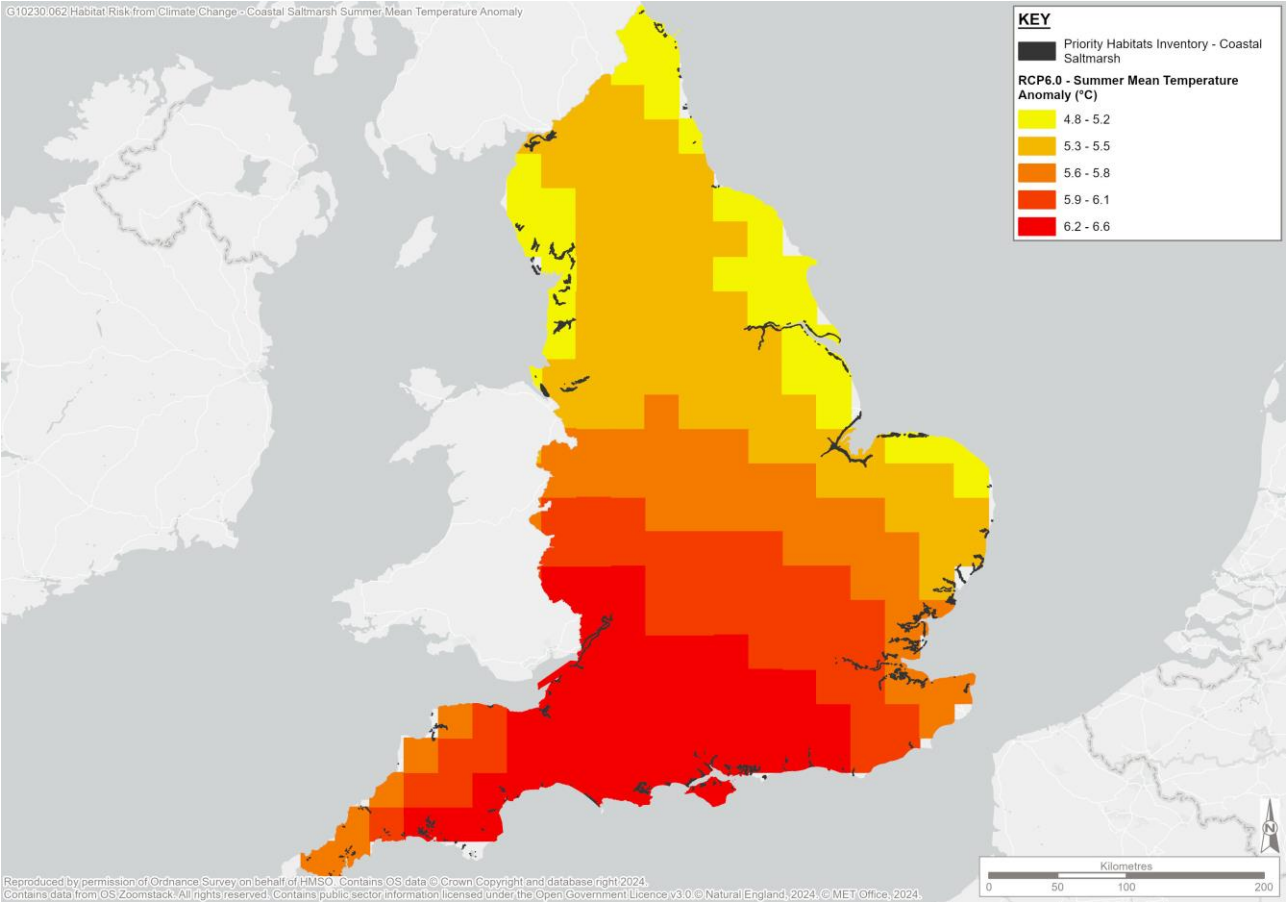 G10230.062 Habitat Risk from Climate Change - Coastal Saltmarsh Summer Mean Temperature Anomaly
KEY
Priority Habitats Inventory - Coastal
Saltmarsh
RCP6.0 - Summer Mean Temperature
Anomaly (°C)
4.8 - 5.2
5.3 - 5.5
5.6 - 5.8
5.9 - 6.1
6.2 - 6.6
N
Kilometres
0 50 100 200
Reproduced by permission of Ordnance Survey on behalf of HMSO. Contains OS data © Crown Copyright and database right 2024.
Contains data from OS Zoomstack. All rights reserved. Contains public sector information licensed under the Open Government Licence v3.0.© Natural England, 2024. © MET Office, 2024.